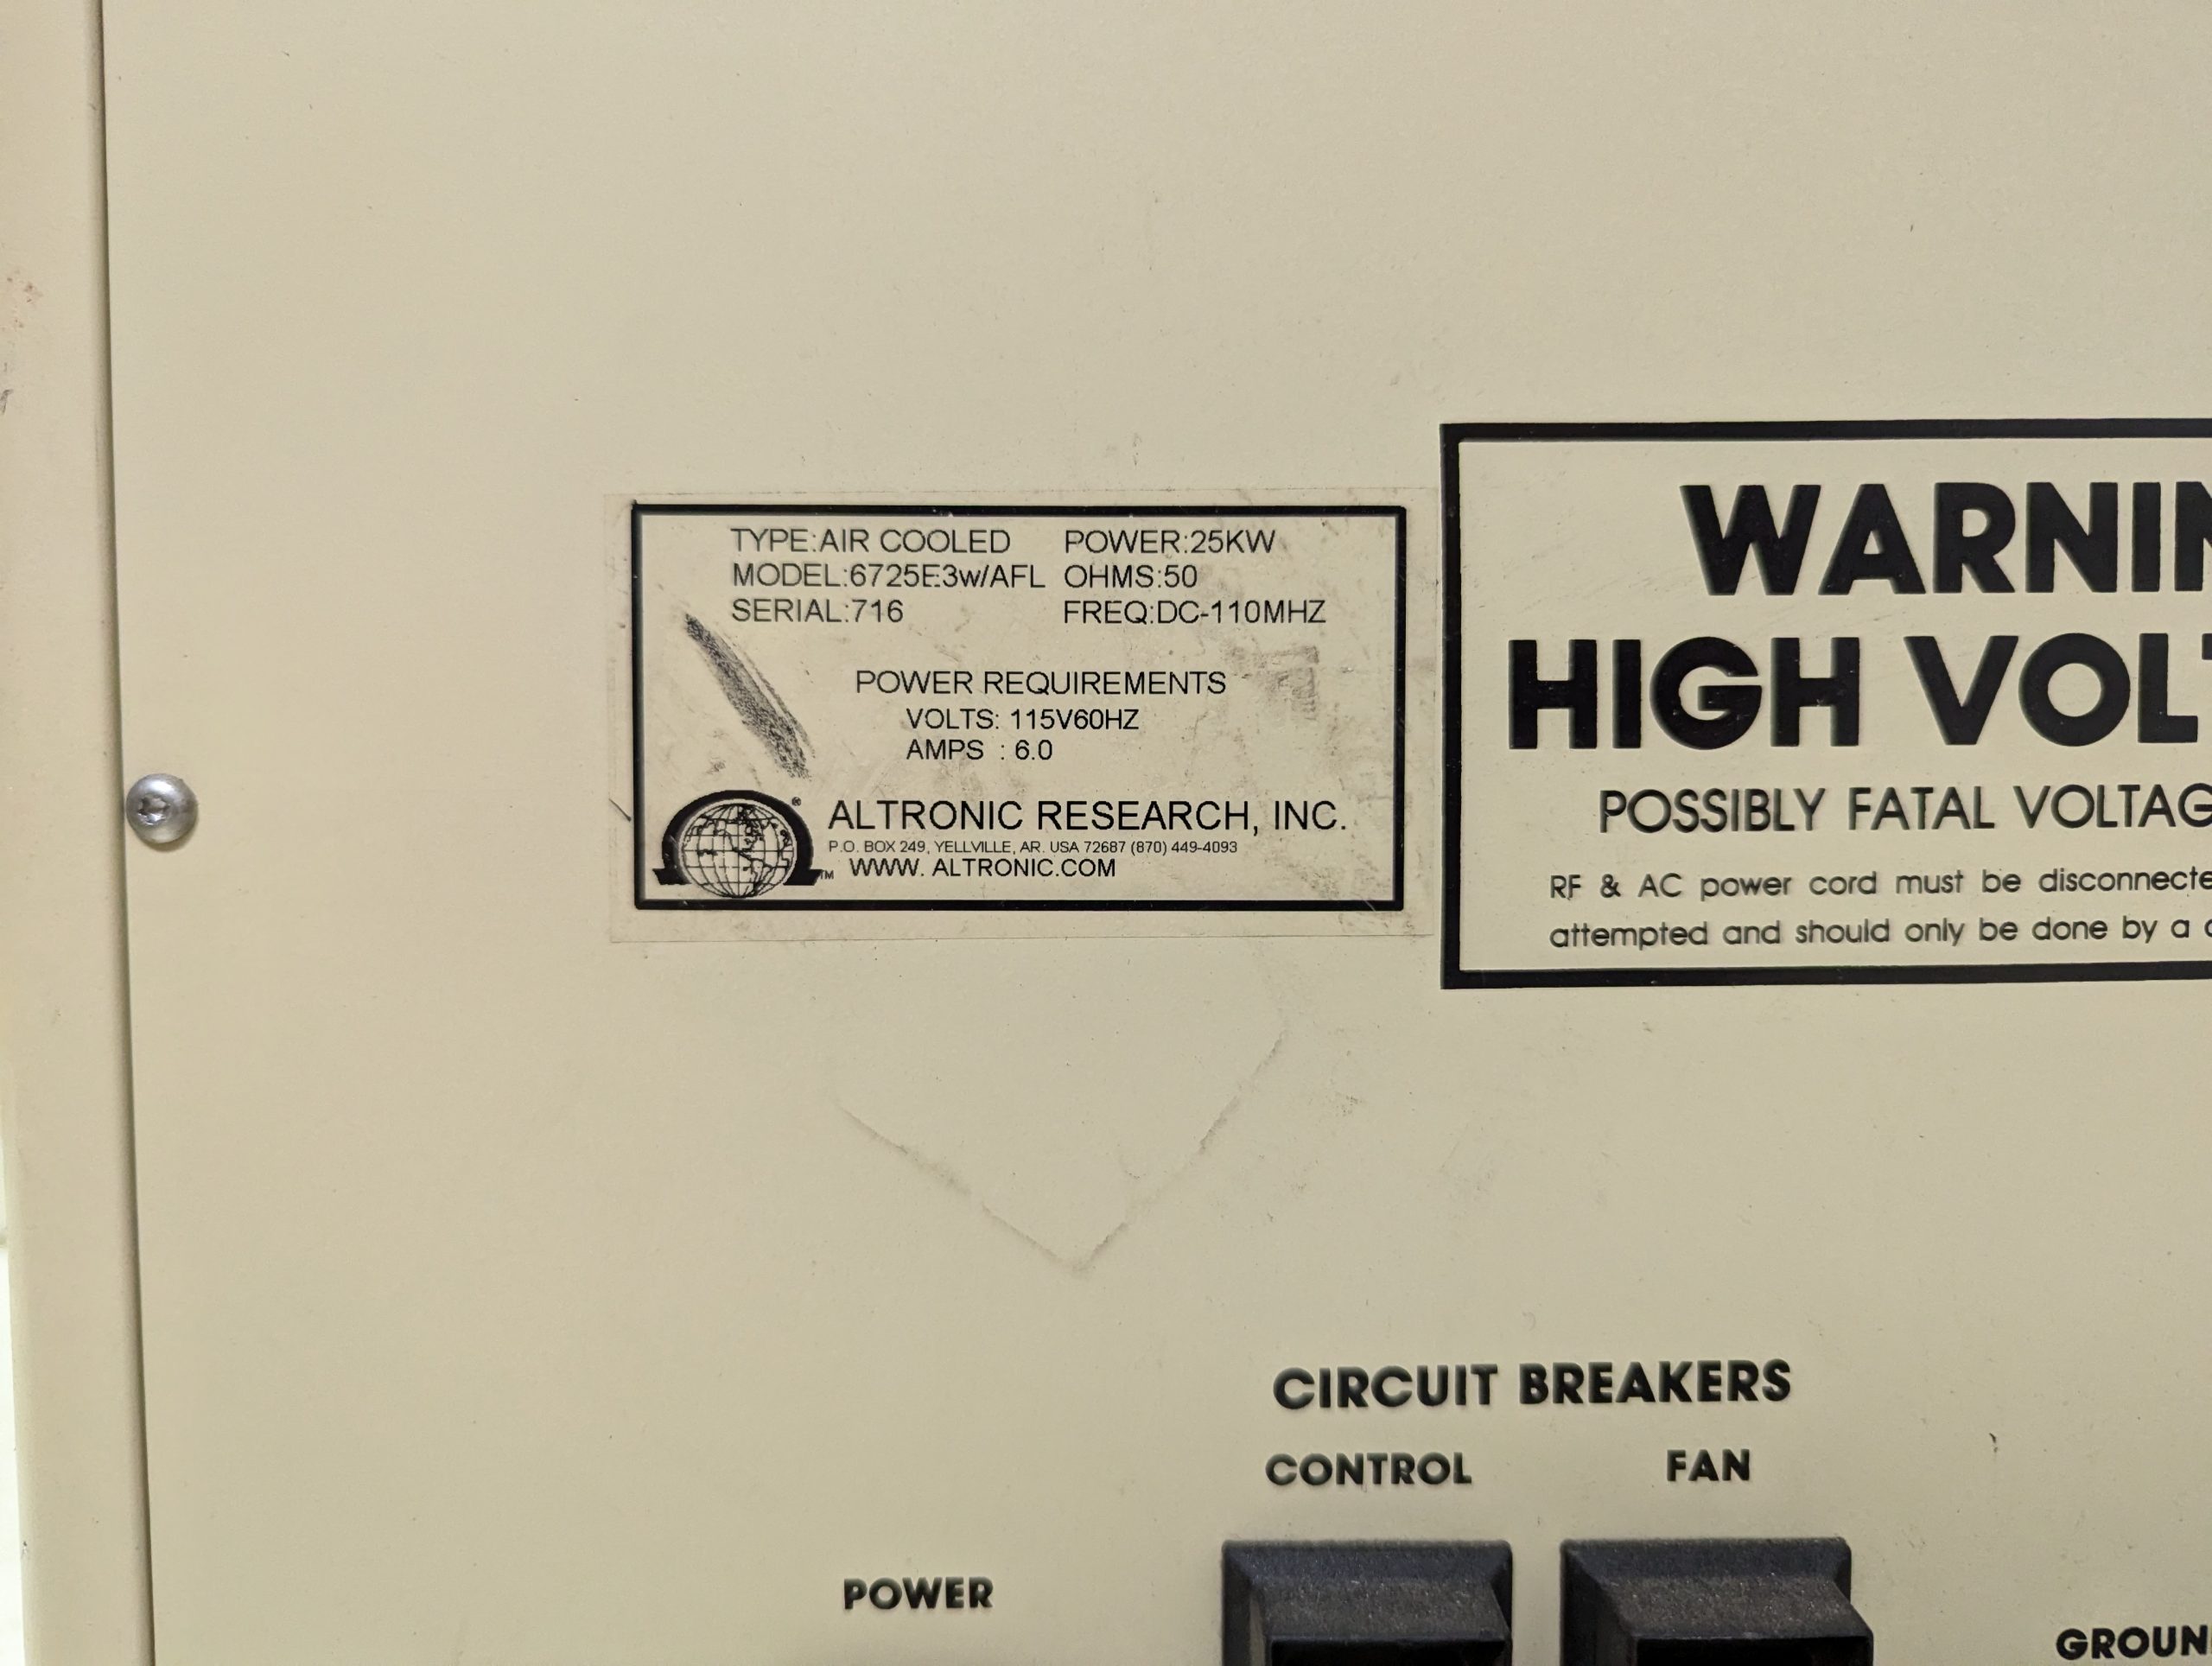 TYPE:AIR COOLED POWER:25KW
MODEL:6725E3w/AFL OHMS:50
SERIAL:716 FREQ:DC-110MHZ
POWER REQUIREMENTS
VOLTS: 115V60HZ
AMPS : 6.0
® ALTRONIC RESEARCH, INC.
P.O. BOX 249, YELLVILLE, AR. USA 72687 (870) 449-4093
TM WWW. ALTRONIC.COM
WARNIN
HIGH VOLT
POSSIBLY FATAL VOLTAG
RF & AC power cord must be disconnecte
attempted and should only be done by a
CIRCUIT BREAKERS
CONTROL FAN
POWER
GROUN